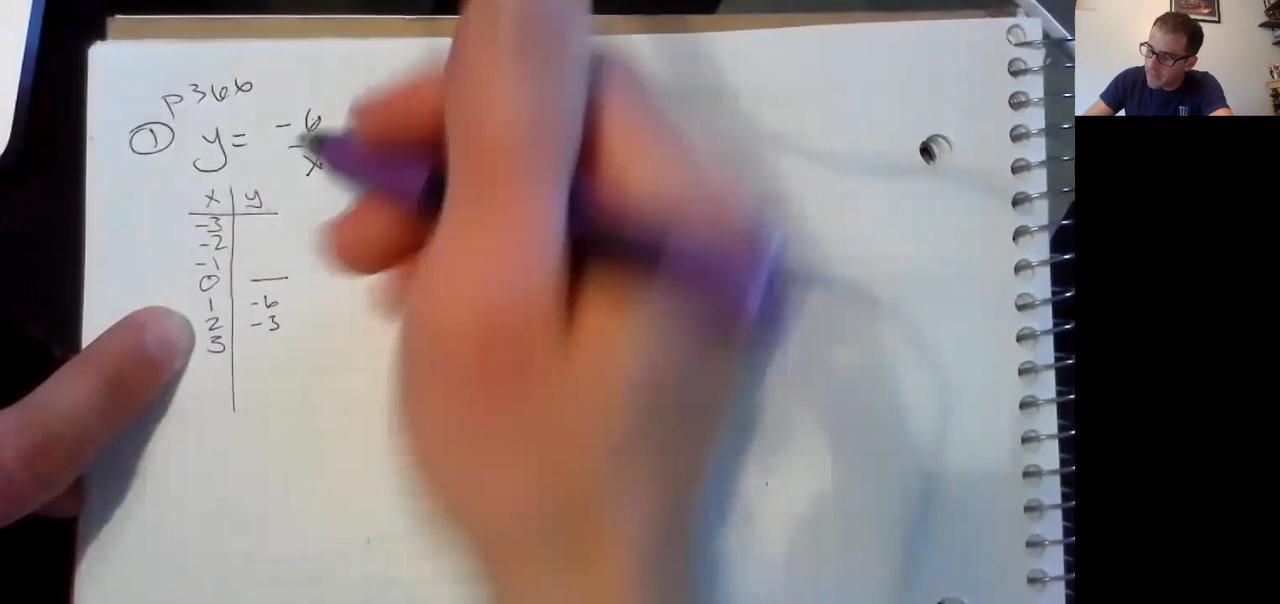 p366
① y = -6
x
x y
-3
-2
-1
0 —
1 -6
2 -3
3